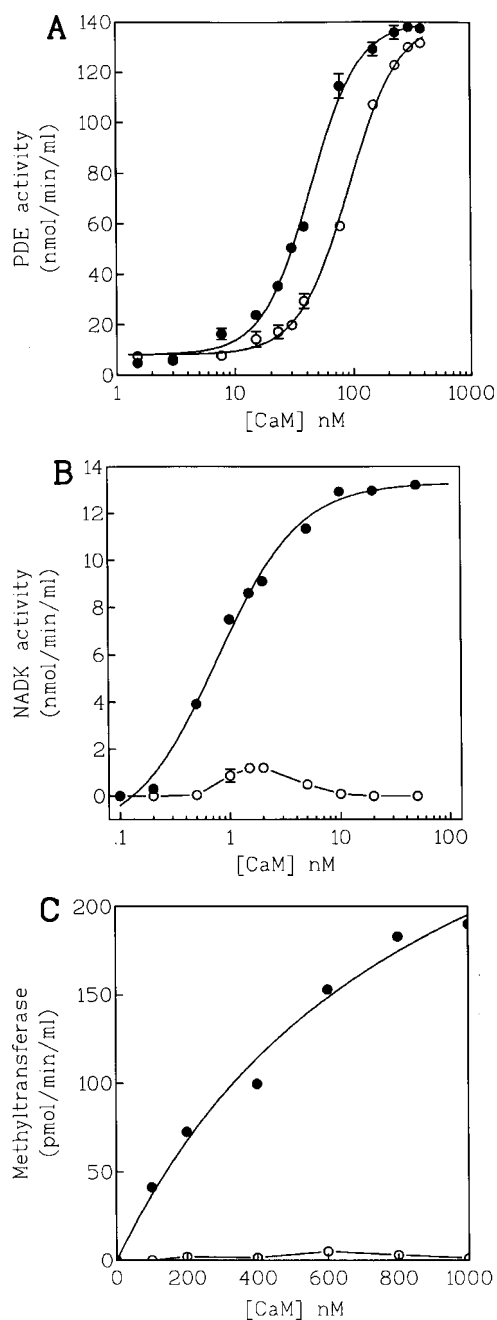 A
PDE activity
(nmol/min/ml)
140
120
100
80
60
40
20
0
1 10 100 1000
[CaM] nM
B
NADK activity
(nmol/min/ml)
14
12
10
8
6
4
2
0
.1 1 10 100
[CaM] nM
C
Methyltransferase
(pmol/min/ml)
200
150
100
50
0
0 200 400 600 800 1000
[CaM] nM